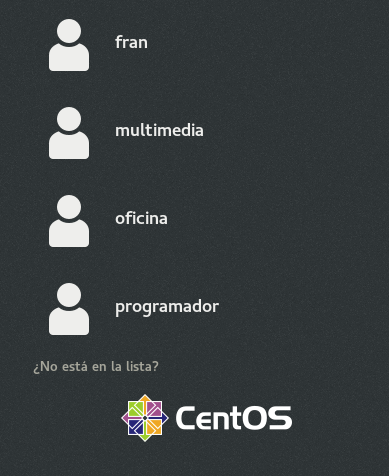 fran
multimedia
oficina
programador
¿No está en la lista?
CentOS